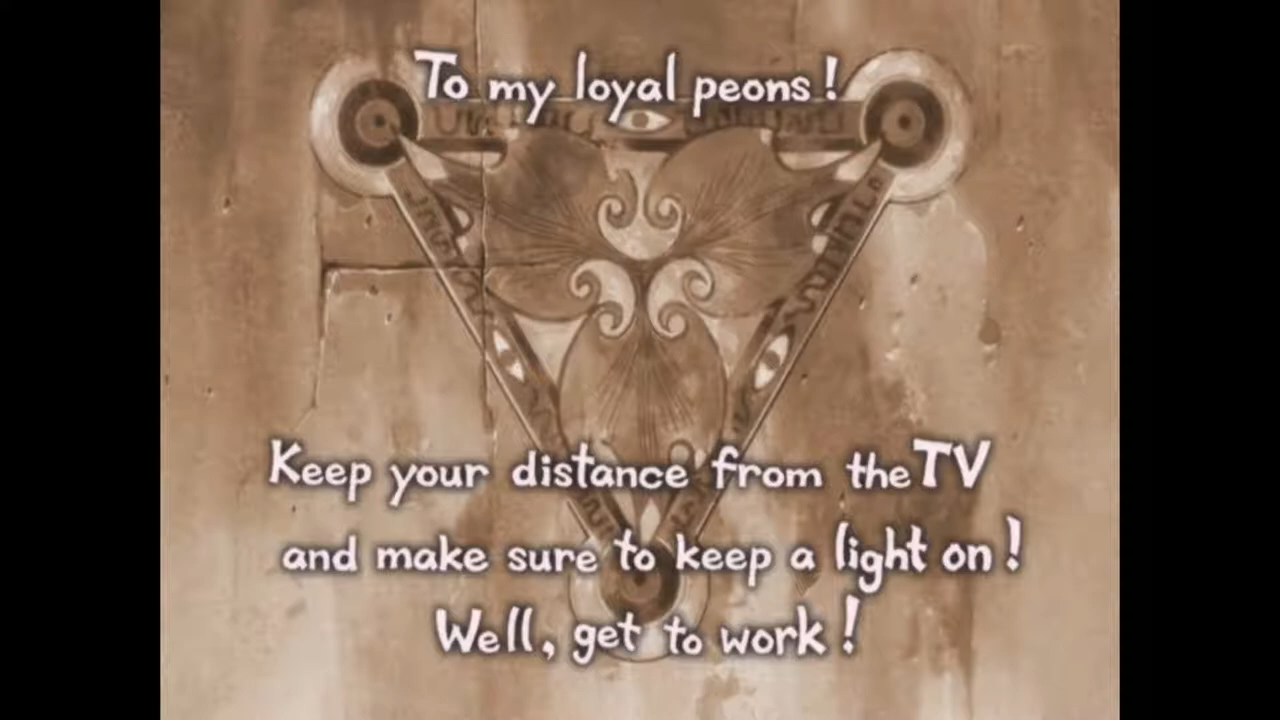 To my loyal peons!
Keep your distance from the TV
and make sure to keep a light on!
Well, get to work!